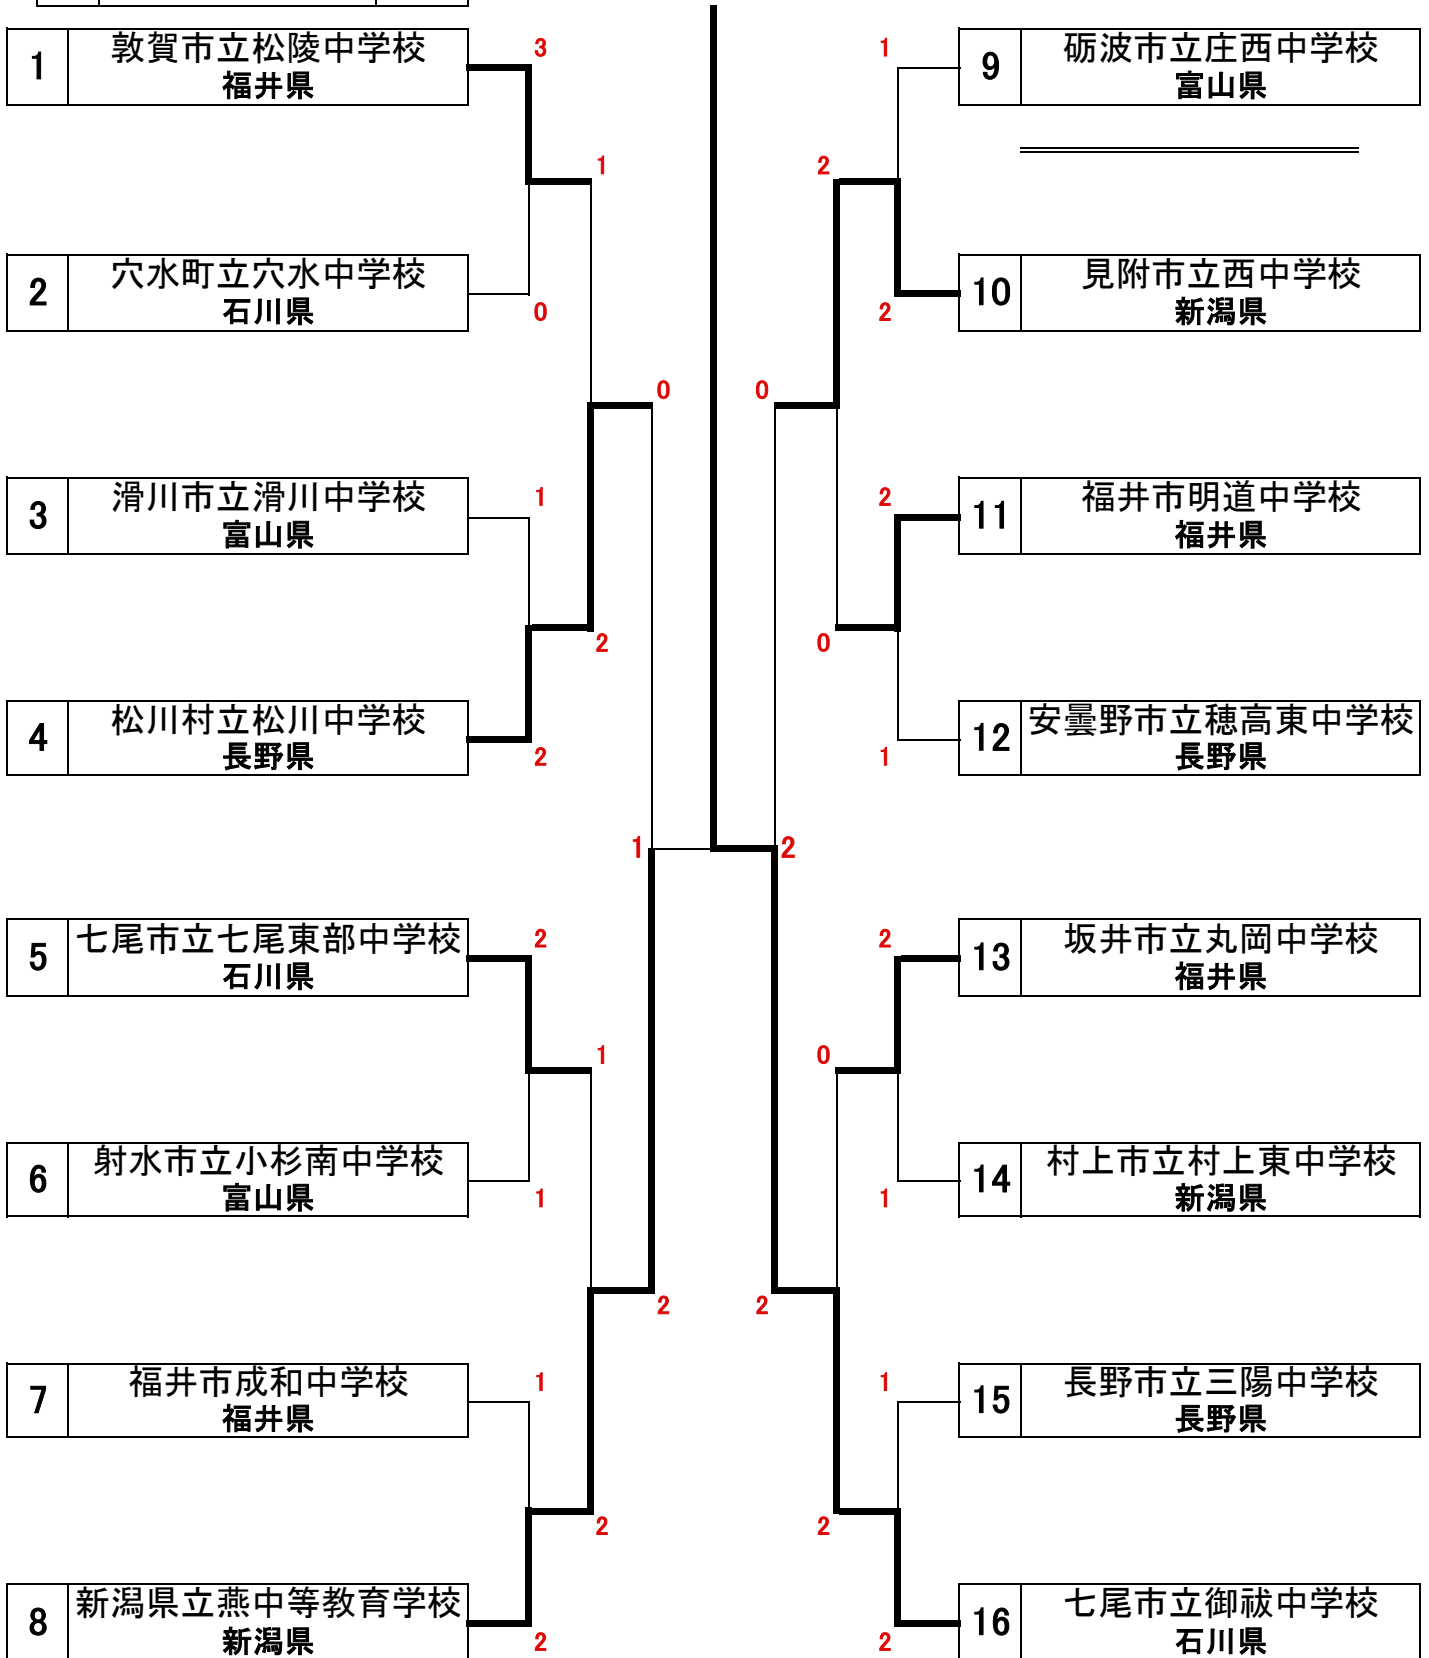 1 敦賀市立松陵中学校
福井県
3
1
2 穴水町立穴水中学校
石川県
0
0
3 滑川市立滑川中学校
富山県
1
2
4 松川村立松川中学校
長野県
2
1
5 七尾市立七尾東部中学校
石川県
2
1
6 射水市立小杉南中学校
富山県
1
2
7 福井市成和中学校
福井県
1
2
8 新潟県立燕中等教育学校
新潟県
2
9 砺波市立庄西中学校
富山県
1
2
10 見附市立西中学校
新潟県
2
0
11 福井市明道中学校
福井県
2
0
12 安曇野市立穂高東中学校
長野県
1
2
13 坂井市立丸岡中学校
福井県
2
0
14 村上市立村上東中学校
新潟県
1
2
15 長野市立三陽中学校
長野県
1
2
16 七尾市立御祓中学校
石川県
2